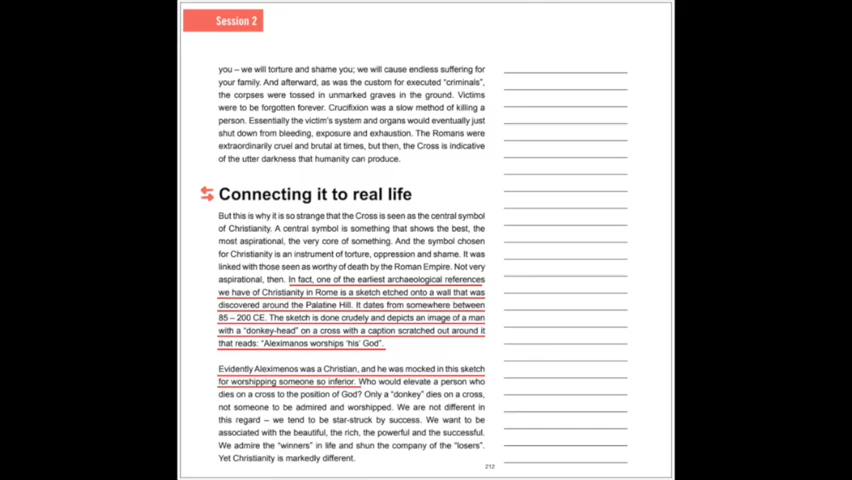 Session 2
you – we will torture and shame you; we will cause endless suffering for
your family. And afterward, as was the custom for executed “criminals”,
the corpses were tossed in unmarked graves in the ground. Victims
were to be forgotten forever. Crucifixion was a slow method of killing a
person. Essentially the victim’s system and organs would eventually just
shut down from bleeding, exposure and exhaustion. The Romans were
extraordinarily cruel and brutal at times, but then, the Cross is indicative
of the utter darkness that humanity can produce.
Connecting it to real life
But this is why it is so strange that the Cross is seen as the central symbol
of Christianity. A central symbol is something that shows the best, the
most aspirational, the very core of something. And the symbol chosen
for Christianity is an instrument of torture, oppression and shame. It was
linked with those seen as worthy of death by the Roman Empire. Not very
aspirational, then. In fact, one of the earliest archaeological references
we have of Christianity in Rome is a sketch etched onto a wall that was
discovered around the Palatine Hill. It dates from somewhere between
85 – 200 CE. The sketch is done crudely and depicts an image of a man
with a “donkey-head” on a cross with a caption scratched out around it
that reads: “Aleximanos worships ‘his’ God”.
Evidently Aleximenos was a Christian, and he was mocked in this sketch
for worshipping someone so inferior. Who would elevate a person who
dies on a cross to the position of God? Only a “donkey” dies on a cross,
not someone to be admired and worshipped. We are not different in
this regard – we tend to be star-struck by success. We want to be
associated with the beautiful, the rich, the powerful and the successful.
We admire the “winners” in life and shun the company of the “losers”.
Yet Christianity is markedly different.
212